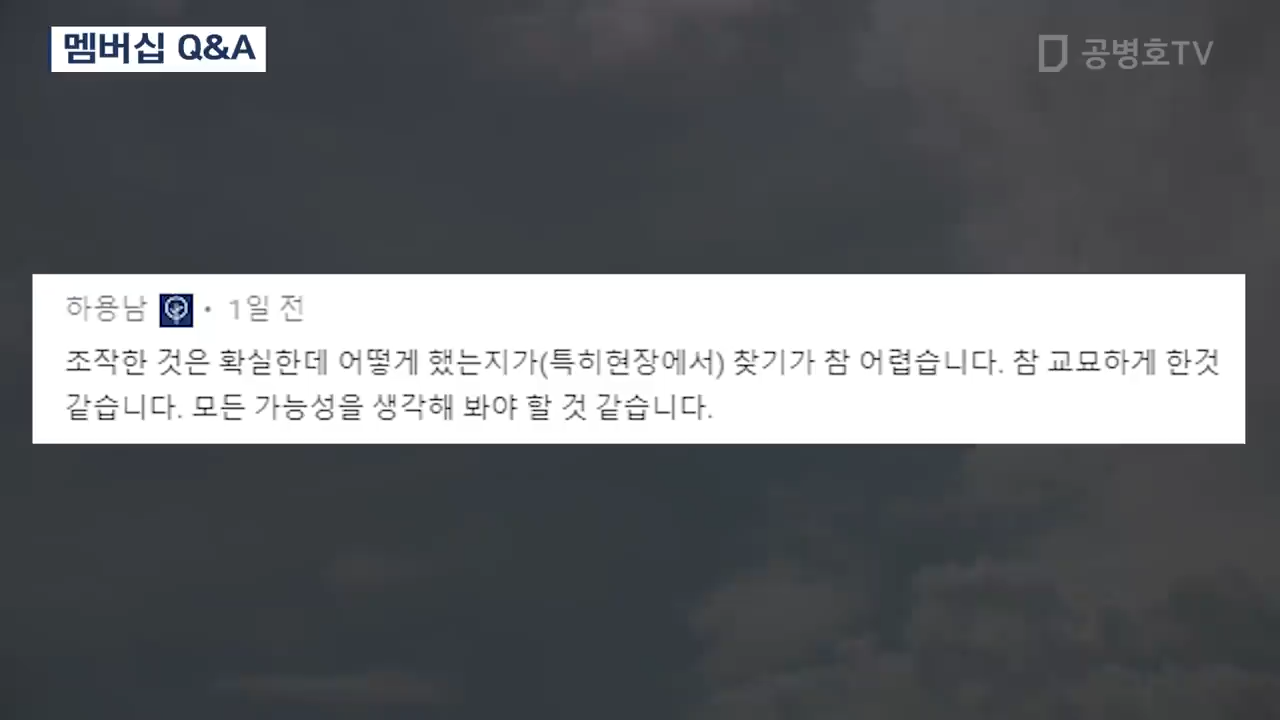 멤버십 Q&A
공병호TV
하용남 • 1일 전
조작한 것은 확실한데 어떻게 했는지가(특히현장에서) 찾기가 참 어렵습니다. 참 교묘하게 한것
같습니다. 모든 가능성을 생각해 봐야 할 것 같습니다.